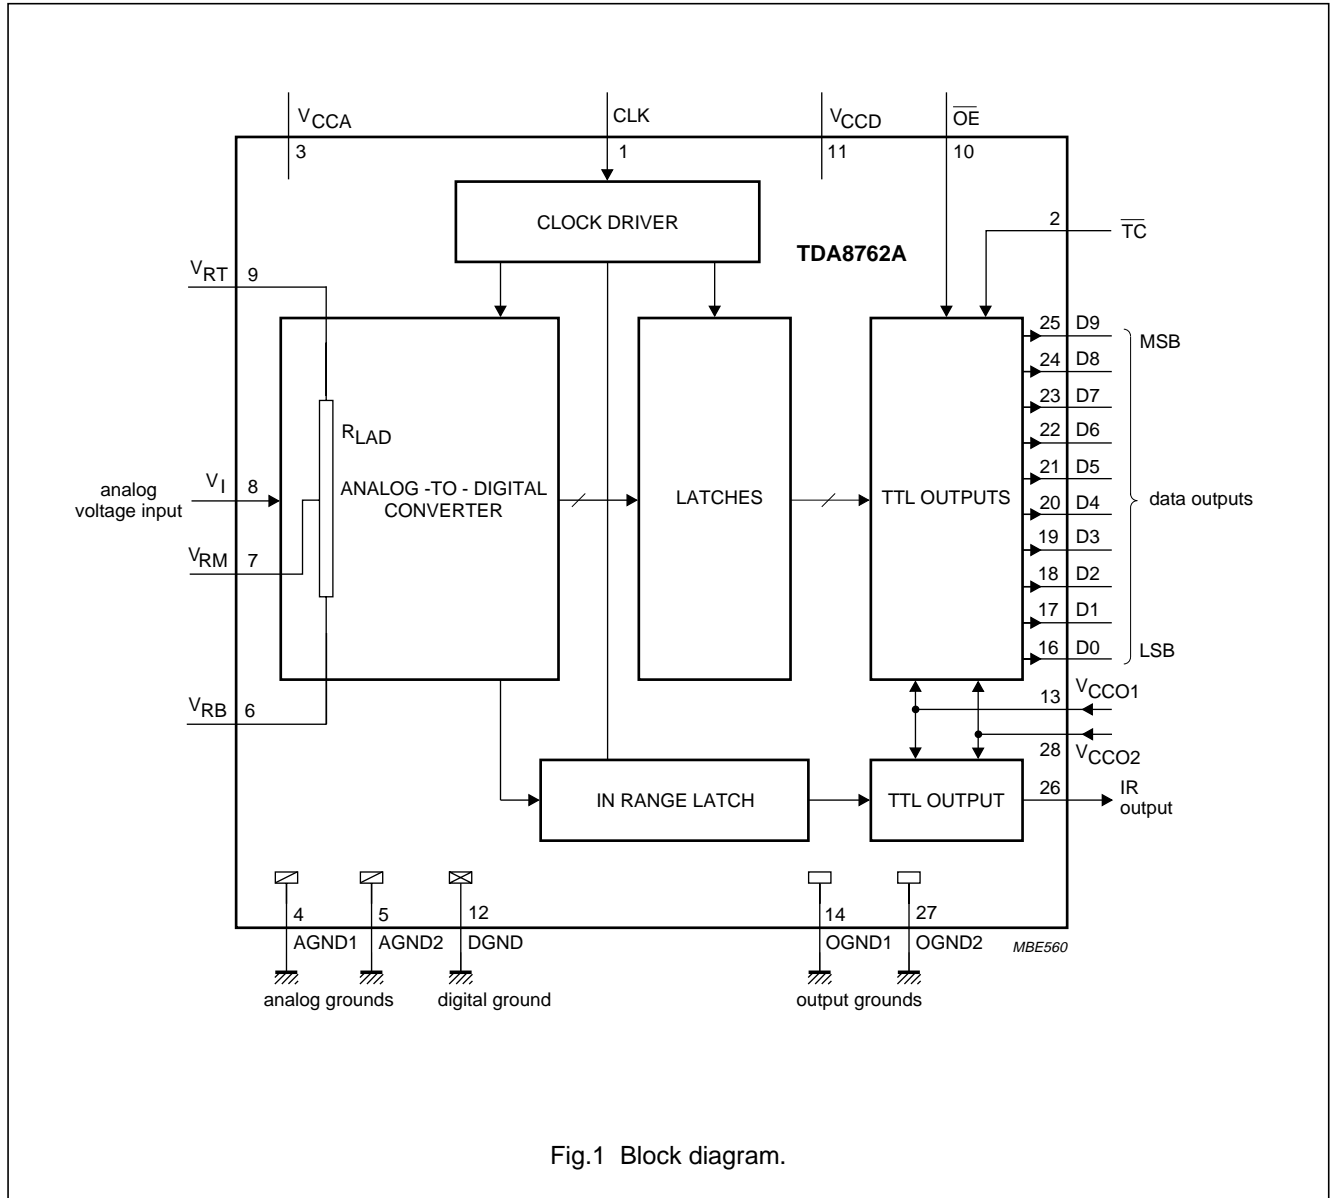 VCCA
CLK
VCCD
OE
3
1
11
10
CLOCK DRIVER
2
TC
TDA8762A
VRT
9
25
D9
MSB
24
D8
23
D7
RLAD
22
D6
analog
voltage input
VI
8
ANALOG -TO - DIGITAL
CONVERTER
LATCHES
TTL OUTPUTS
21
D5
20
D4
data outputs
19
D3
VRM
7
18
D2
17
D1
16
D0
LSB
VRB
6
13
VCCO1
28
VCCO2
IN RANGE LATCH
TTL OUTPUT
26
IR
output
4
5
12
14
27
AGND1
AGND2
DGND
OGND1
OGND2
MBE560
analog grounds
digital ground
output grounds
Fig.1 Block diagram.